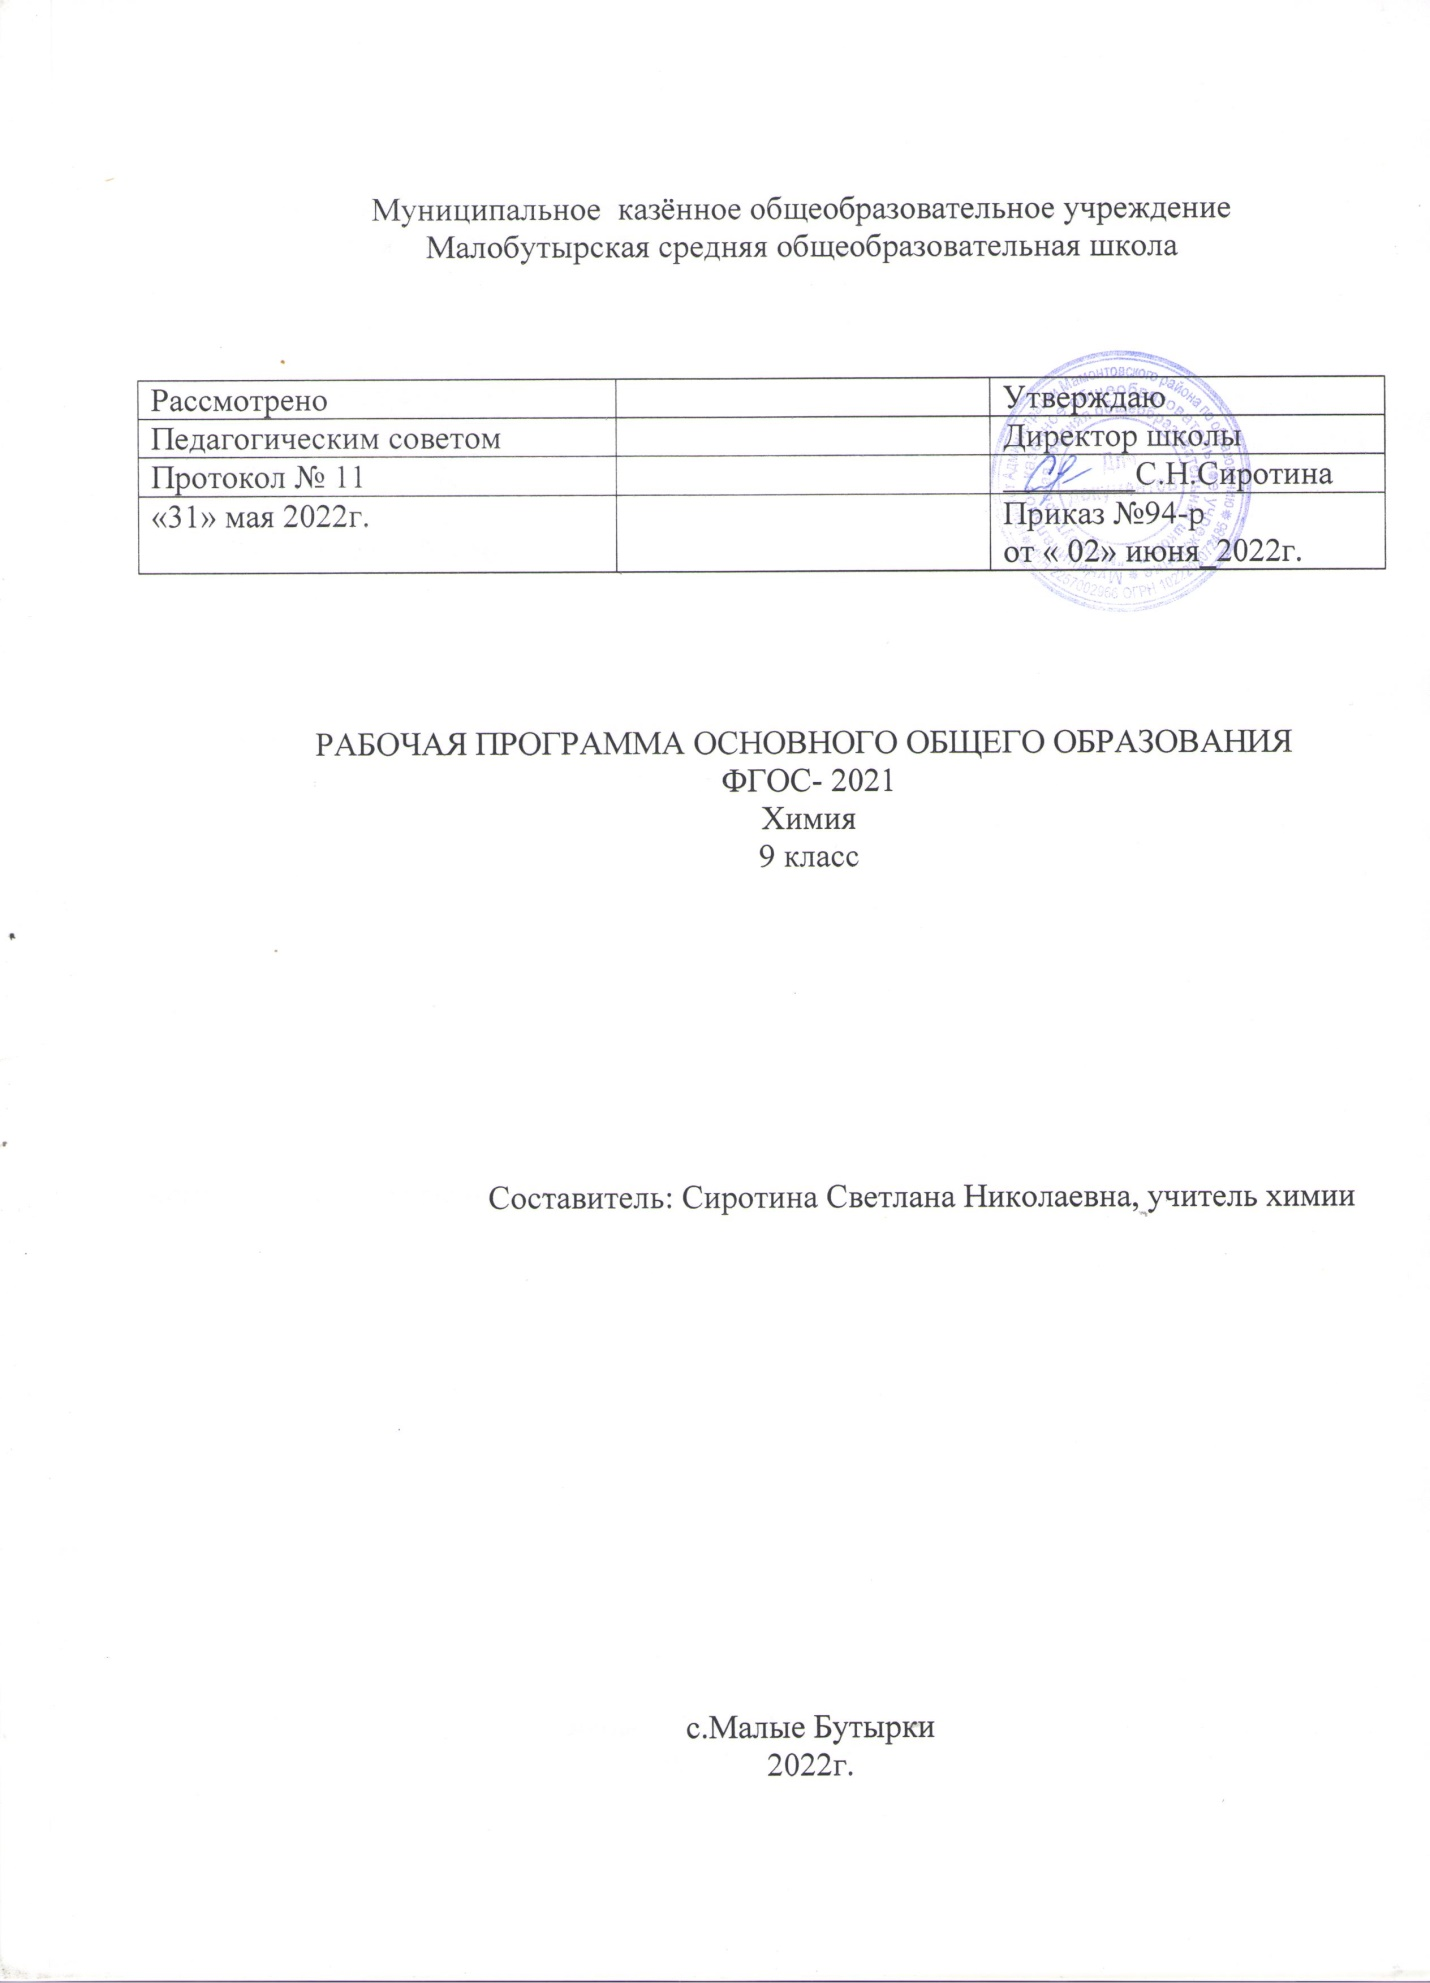 Муниципальное  казённое общеобразовательное учреждение
Малобутырская средняя общеобразовательная школа
Рассмотрено Утверждаю
Педагогическим советом Директор школы
Протокол № 11 ________С.Н.Сиротина
«31» мая 2022г. Приказ №94-р
от « 02» июня_2022г.
РАБОЧАЯ ПРОГРАММА ОСНОВНОГО ОБЩЕГО ОБРАЗОВАНИЯ
ФГОС- 2021
Химия
9 класс
Составитель: Сиротина Светлана Николаевна, учитель химии
с.Малые Бутырки
2022г.